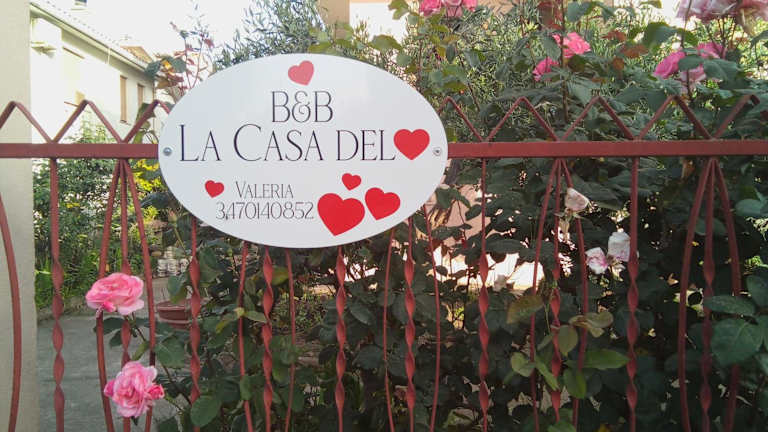 B&B
LA CASA DEL
VALERIA
3470140852